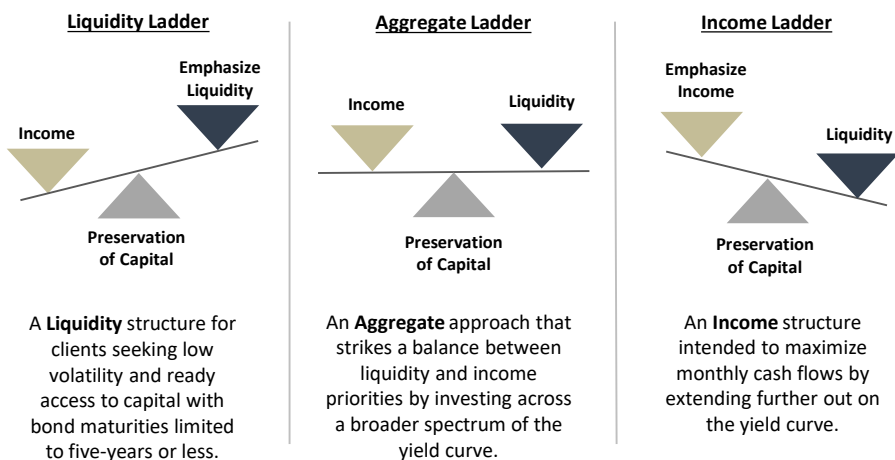 Liquidity Ladder
Emphasize
Liquidity
Income
Preservation
of Capital
A Liquidity structure for
clients seeking low
volatility and ready
access to capital with
bond maturities limited
to five-years or less.
Aggregate Ladder
Income
Liquidity
Preservation
of Capital
An Aggregate approach that
strikes a balance between
liquidity and income
priorities by investing across
a broader spectrum of the
yield curve.
Income Ladder
Emphasize
Income
Liquidity
Preservation
of Capital
An Income structure
intended to maximize
monthly cash flows by
extending further out on
the yield curve.